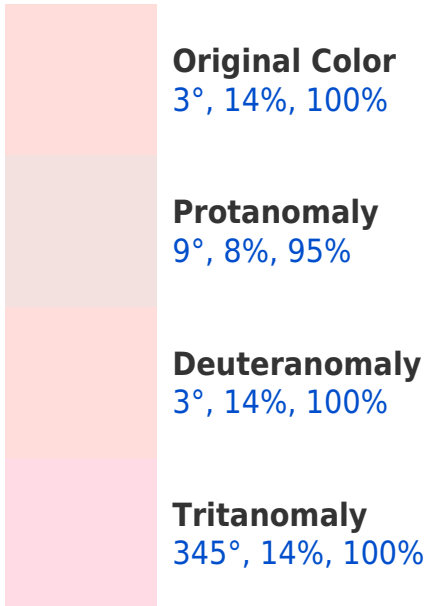 Original Color
3°, 14%, 100%
Protanomaly
9°, 8%, 95%
Deuteranomaly
3°, 14%, 100%
Tritanomaly
345°, 14%, 100%